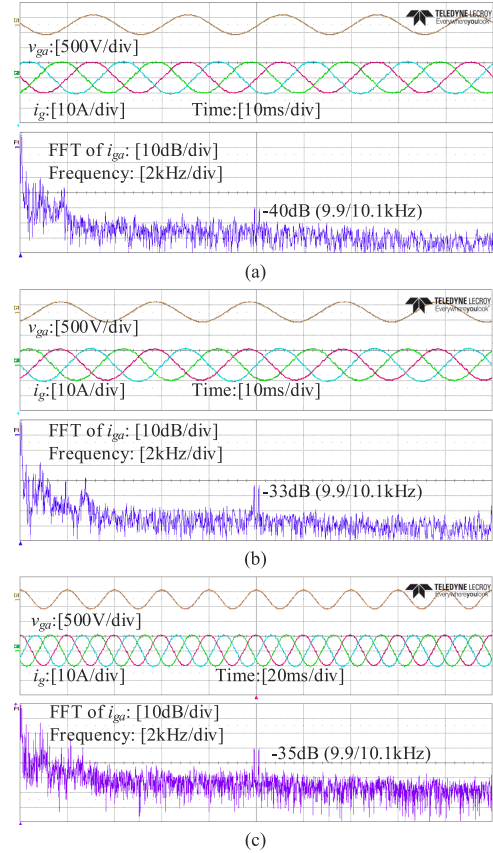 TELEDYNE LECROY
Everywhereyoulook
vga:[500V/div]
ig:[10A/div] Time:[10ms/div]
FFT of iga: [10dB/div]
Frequency: [2kHz/div]
-40dB (9.9/10.1kHz)
(a)
TELEDYNE LECROY
Everywhereyoulook
vga:[500V/div]
ig:[10A/div] Time:[10ms/div]
FFT of iga: [10dB/div]
Frequency: [2kHz/div]
-33dB (9.9/10.1kHz)
(b)
TELEDYNE LECROY
Everywhereyoulook
vga:[500V/div]
ig:[10A/div] Time:[20ms/div]
FFT of iga: [10dB/div]
Frequency: [2kHz/div]
-35dB (9.9/10.1kHz)
(c)